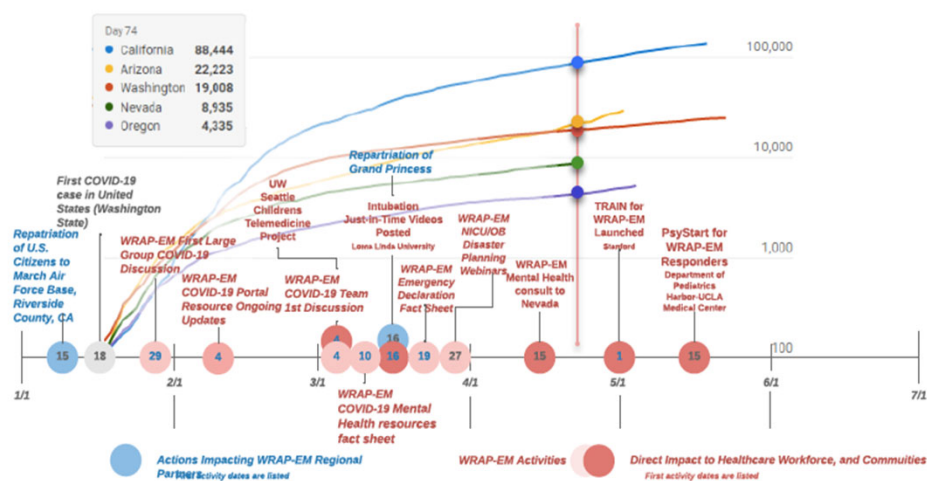 Day 74
California 88,444
Arizona 22,223
Washington 19,008
Nevada 8,935
Oregon 4,335
100,000
10,000
1,000
100
First COVID-19
case in United
States (Washington
State)
Repatriation
of U.S.
Citizens to
March Air
Force Base,
Riverside
County, CA
WRAP-EM First Large
Group COVID-19
Discussion
WRAP-EM
COVID-19 Portal
Resource Ongoing
Updates
UW
Seattle
Childrens
Telemedicine
Project
WRAP-EM
COVID-19 Team
1st Discussion
Repartriation of
Grand Princess
Intubation
Just-in-Time Videos
Posted
Loma Linda University
WRAP-EM
Emergency
Declaration
Fact Sheet
WRAP-EM
NICU/OB
Disaster
Planning
Webinars
WRAP-EM
Mental Health
consult to
Nevada
TRAIN for
WRAP-EM
Launched
Stanford
PsyStart for
WRAP-EM
Responders
Department of
Pediatrics
Harbor-UCLA
Medical Center
15
18
29
4
4
4
10
16
16
19
27
15
1
15
1/1
2/1
3/1
4/1
5/1
6/1
7/1
WRAP-EM
COVID-19 Mental
Health resources
fact sheet
Actions Impacting WRAP-EM Regional
Partners
First activity dates are listed
WRAP-EM Activities
Direct Impact to Healthcare Workforce, and Commuities
First activity dates are listed